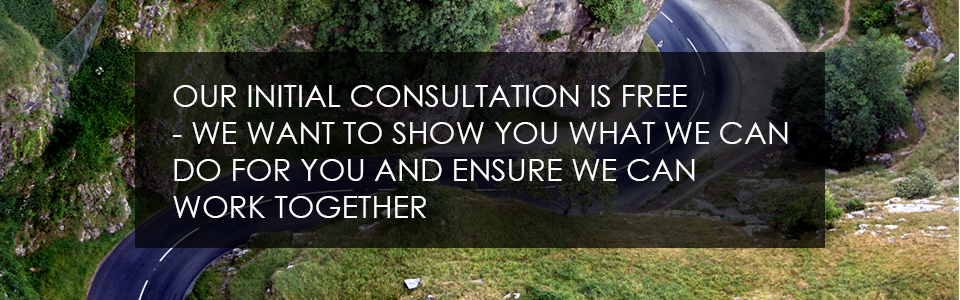 OUR INITIAL CONSULTATION IS FREE
- WE WANT TO SHOW YOU WHAT WE CAN
DO FOR YOU AND ENSURE WE CAN
WORK TOGETHER